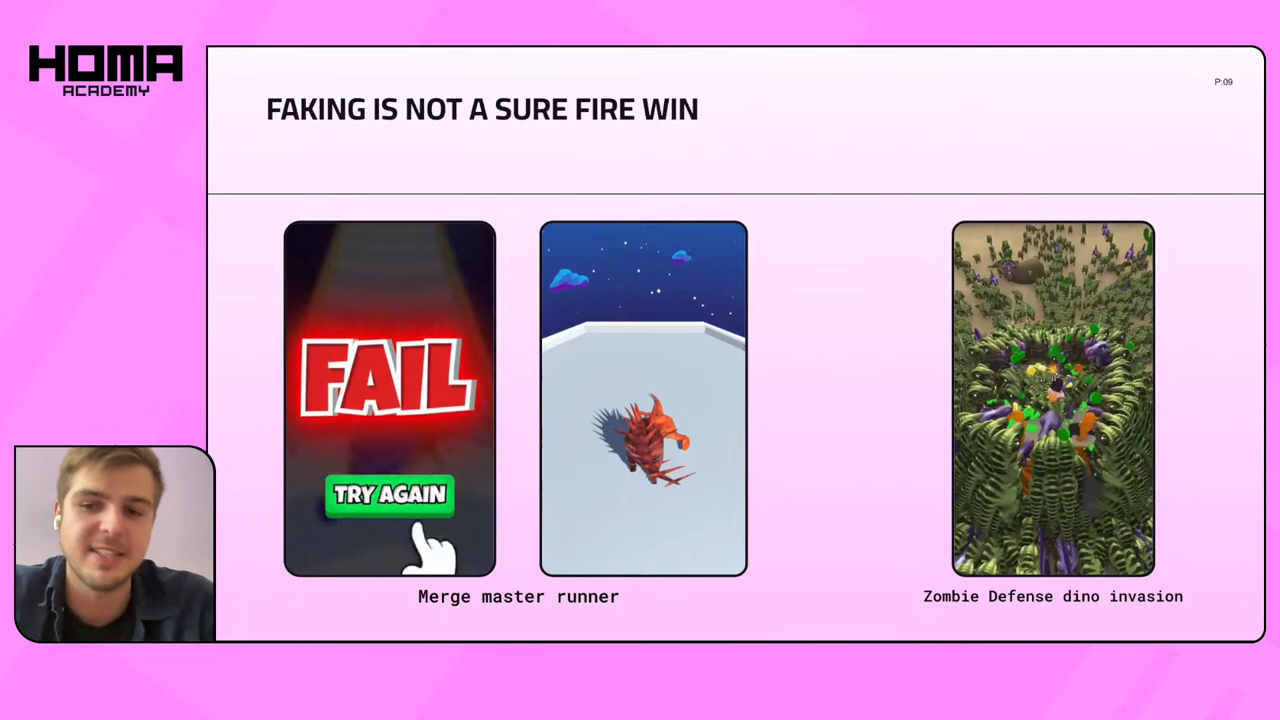 HOMA
ACADEMY
P:09
FAKING IS NOT A SURE FIRE WIN
FAIL
TRY AGAIN
Merge master runner
Zombie Defense dino invasion